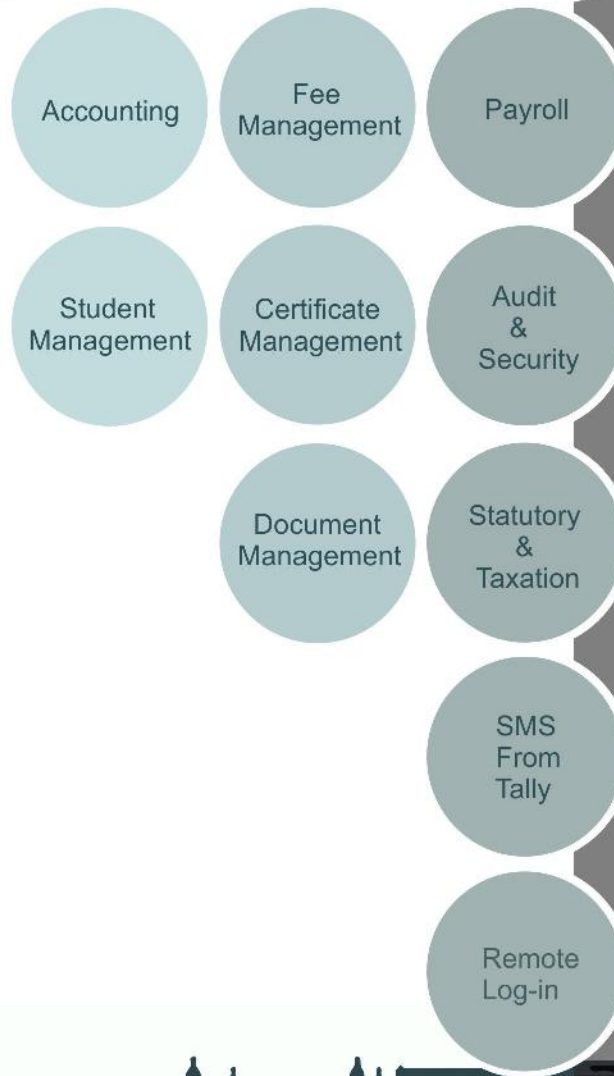 Accounting
Fee
Management
Payroll
Student
Management
Certificate
Management
Audit
&
Security
Document
Management
Statutory
&
Taxation
SMS
From
Tally
Remote
Log-in